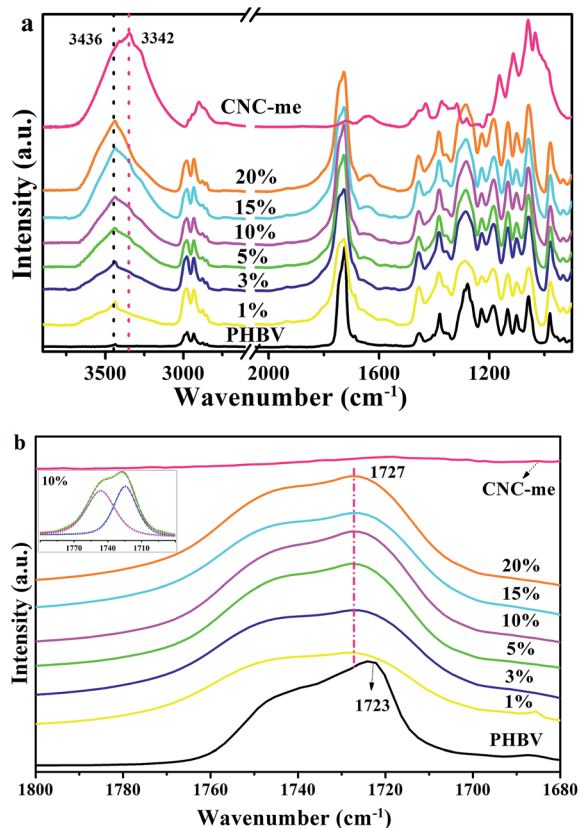 a
3436
3342
CNC-me
20%
15%
10%
5%
3%
1%
PHBV
Intensity (a.u.)
3500 3000 2000 1600 1200
Wavenumber (cm⁻¹)
b
10%
1770 1740 1710
1727
CNC-me
20%
15%
10%
5%
3%
1%
1723
PHBV
Intensity (a.u.)
1800 1780 1760 1740 1720 1700 1680
Wavenumber (cm⁻¹)